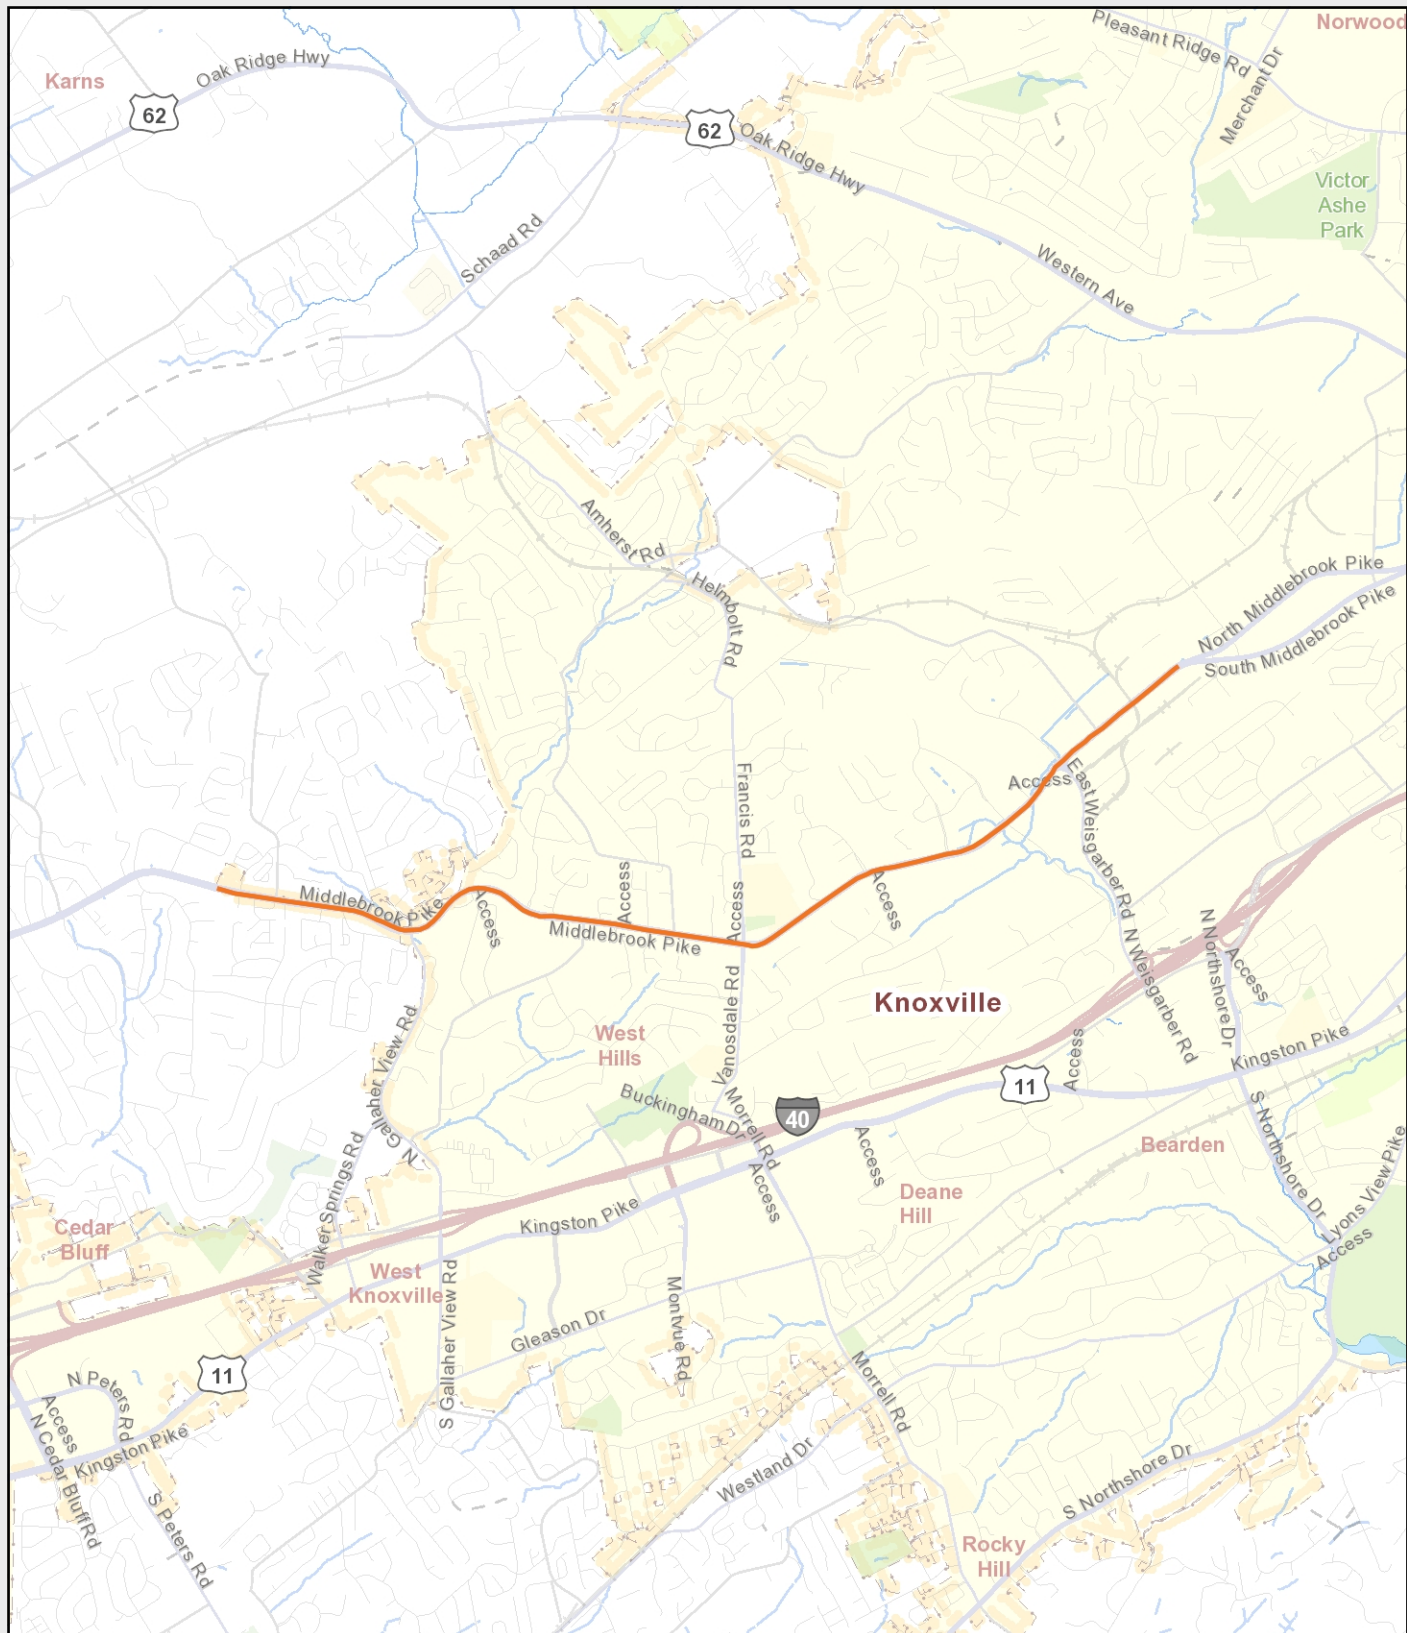 Norwood
Pleasant Ridge Rd
Merchant Dr
Karns
Oak Ridge Hwy
62
62
Oak Ridge Hwy
Victor
Ashe
Park
Schaad Rd
Western Ave
Amherst Rd
Helmbolt Rd
North Middlebrook Pike
South Middlebrook Pike
Francis Rd
Access
East Weisgarber Rd
Access
Access
Access
Access
Middlebrook Pike
Middlebrook Pike
N Northshore Dr
Access
N Weisgarber Rd
Knoxville
Vanosdale Rd
West
Hills
N Gallaher View Rd
Access
Kingston Pike
11
Buckingham Dr
Morrell Rd
40
Access
Access
Bearden
S Northshore Dr
Lyons View Pike
Access
Walker Springs Rd
Deane
Hill
Cedar
Bluff
Kingston Pike
West
Knoxville
S Gallaher View Rd
Montvue Rd
Gleason Dr
11
N Peters Rd
Access
N Cedar Bluff Rd
Kingston Pike
Morrell Rd
Westland Dr
S Northshore Dr
S Peters Rd
Rocky
Hill